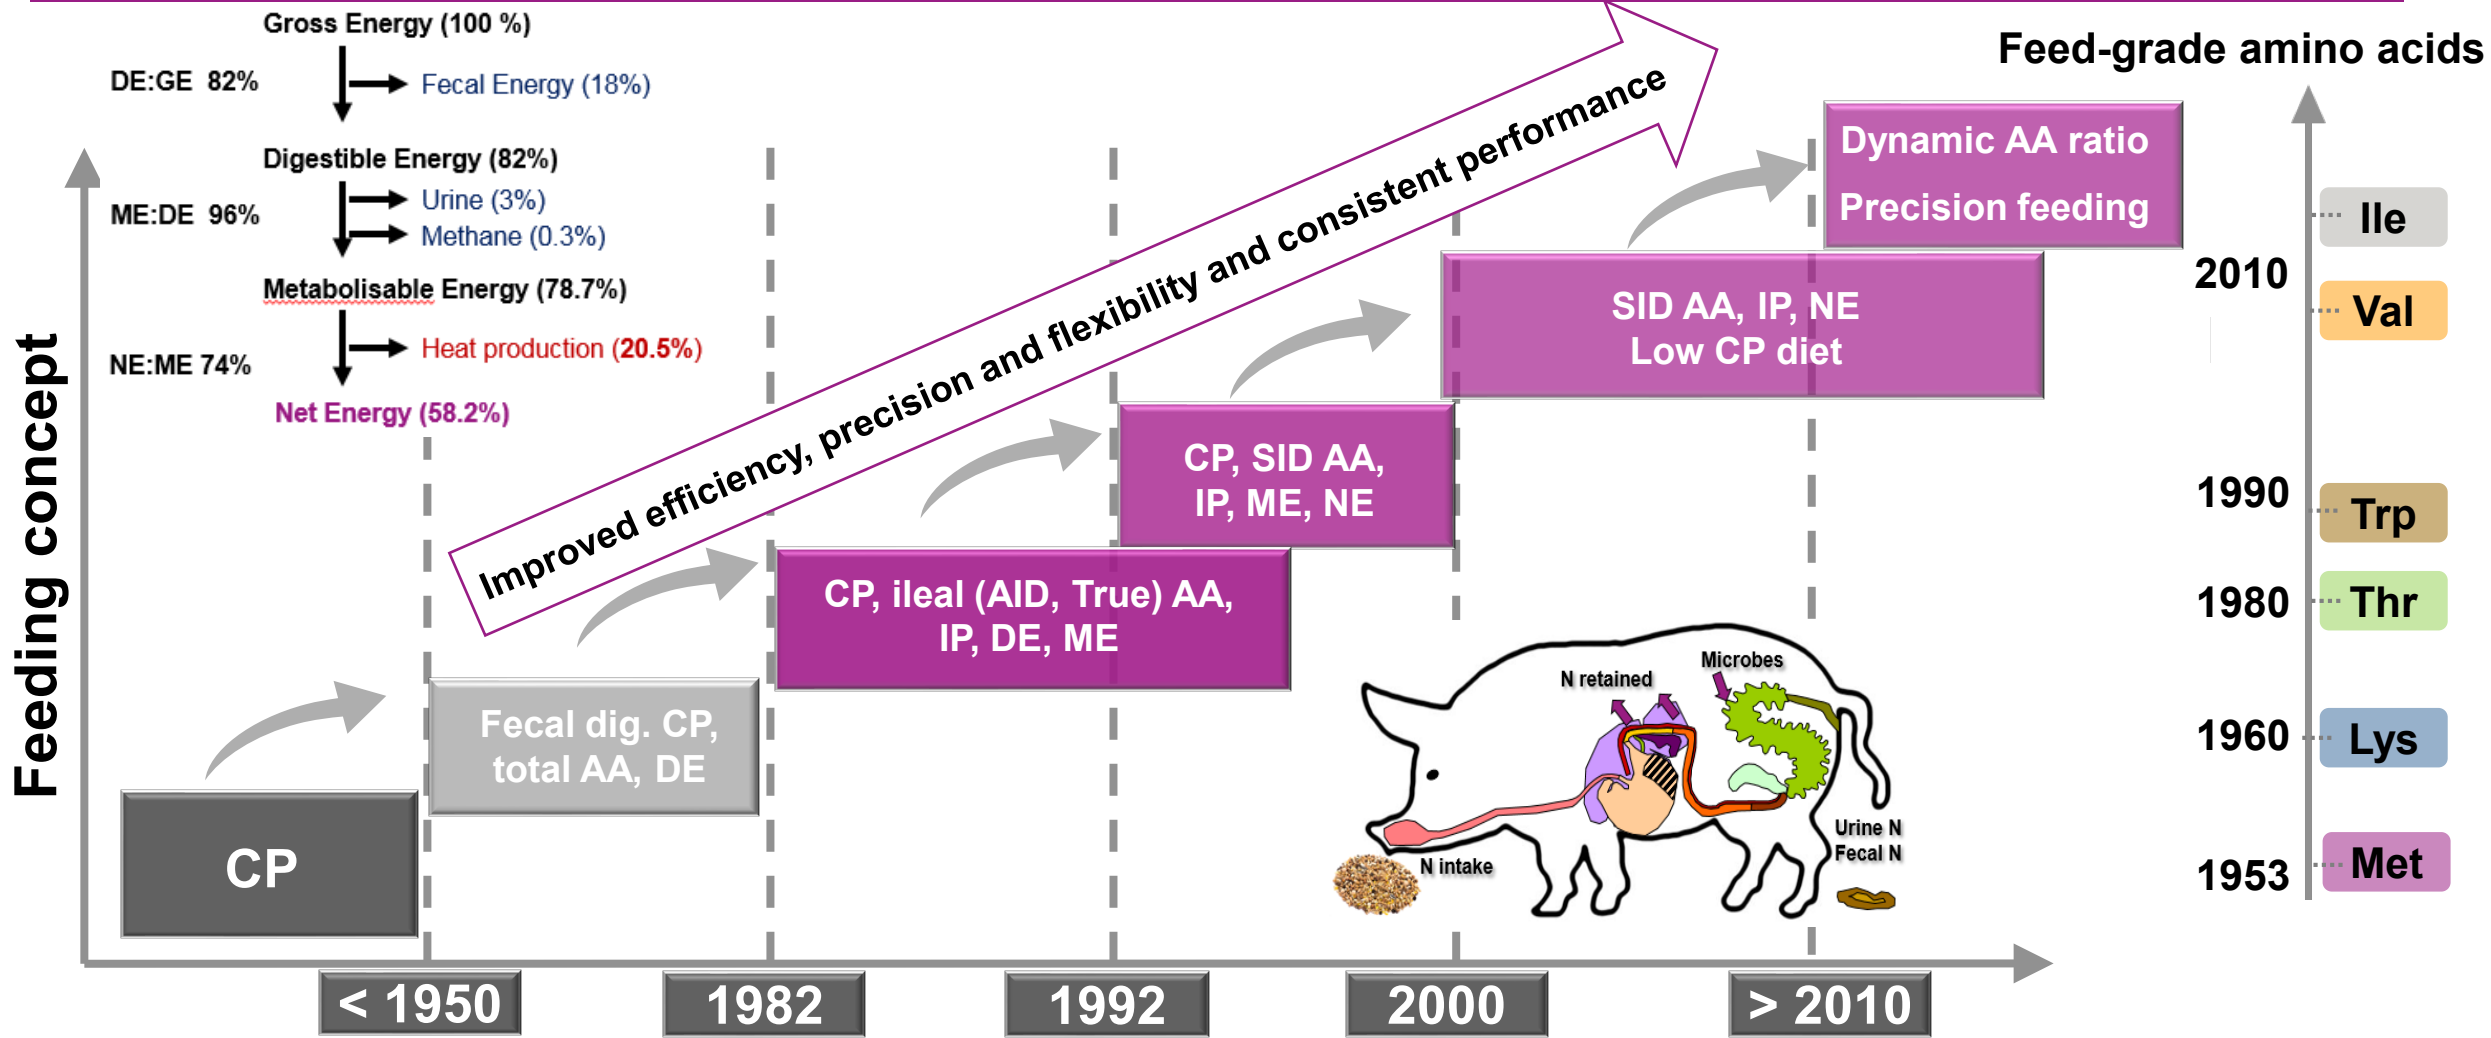 Gross Energy (100 %)
DE:GE 82%
Fecal Energy (18%)
Digestible Energy (82%)
ME:DE 96%
Urine (3%)
Methane (0.3%)
Metabolisable Energy (78.7%)
NE:ME 74%
Heat production (20.5%)
Net Energy (58.2%)
Feeding concept
Improved efficiency, precision and flexibility and consistent performance
CP
Fecal dig. CP,
total AA, DE
CP, ileal (AID, True) AA,
IP, DE, ME
CP, SID AA,
IP, ME, NE
SID AA, IP, NE
Low CP diet
Dynamic AA ratio
Precision feeding
N retained
Microbes
N intake
Urine N
Fecal N
< 1950
1982
1992
2000
> 2010
Feed-grade amino acids
Ile
2010
Val
1990
Trp
1980
Thr
1960
Lys
1953
Met